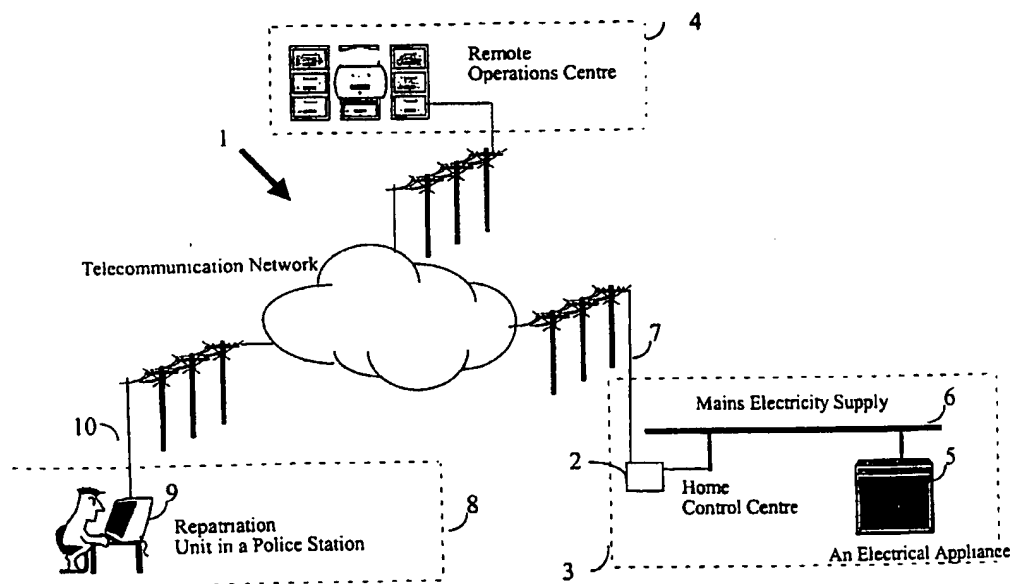 4
Remote
Operations Centre
1
Telecommunication Network
7
Mains Electricity Supply
6
10
2
5
9
8
Home
Control Centre
Repatriation
Unit in a Police Station
An Electrical Appliance
3